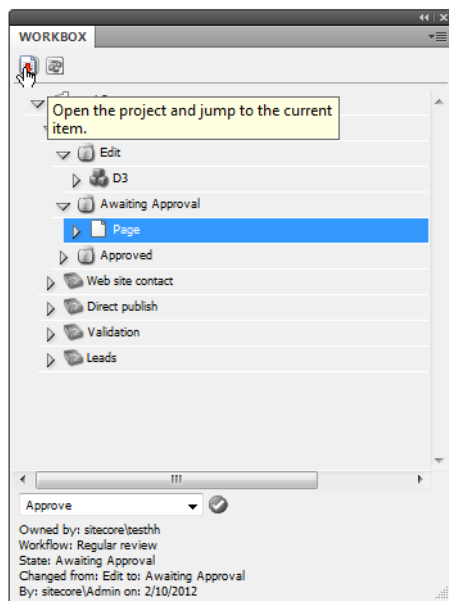 WORKBOX
Open the project and jump to the current
item.
Edit
D3
Awaiting Approval
Page
Approved
Web site contact
Direct publish
Validation
Leads
Approve
Owned by: sitecore\testhh
Workflow: Regular review
State: Awaiting Approval
Changed from: Edit to: Awaiting Approval
By: sitecore\Admin on: 2/10/2012